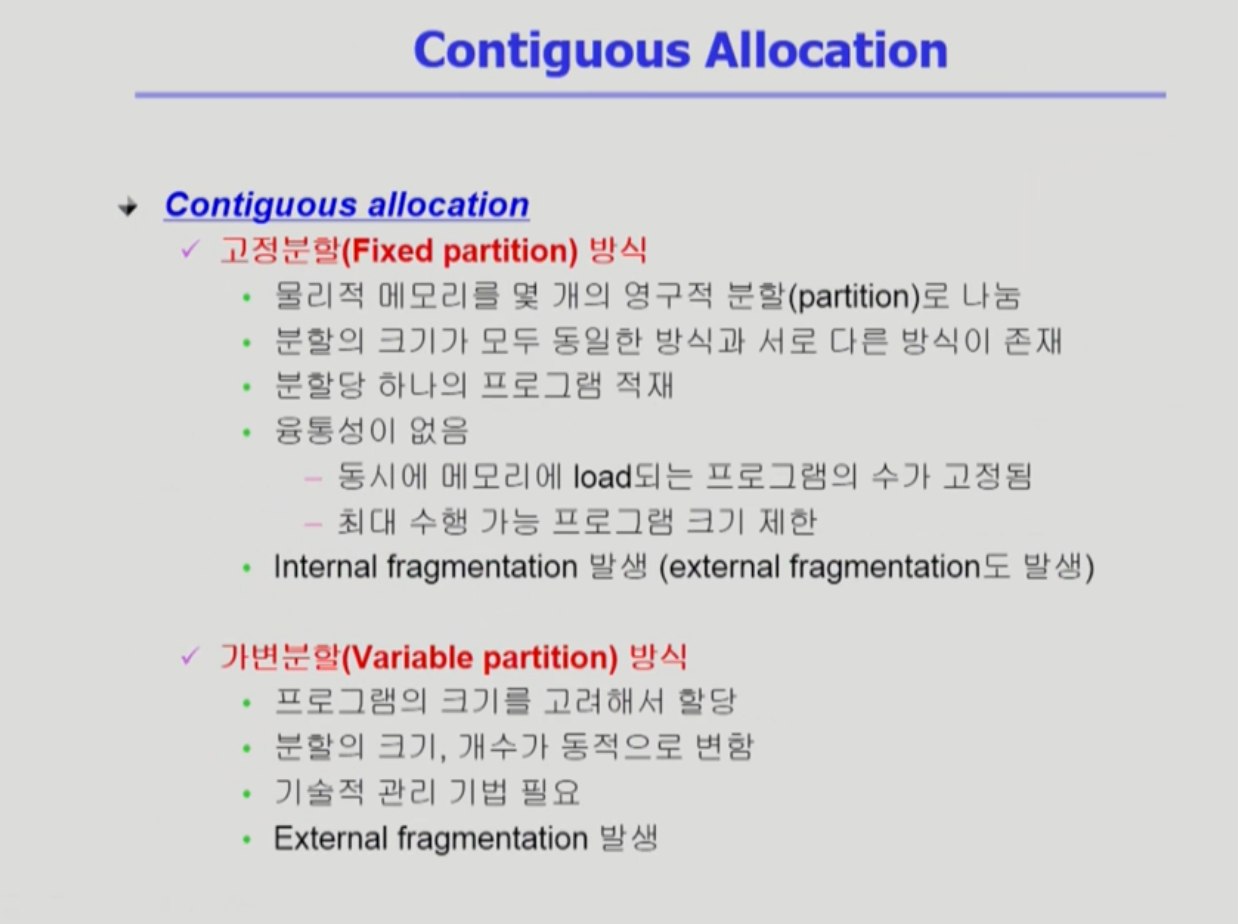 Contiguous Allocation
Contiguous allocation
고정분할(Fixed partition) 방식
물리적 메모리를 몇 개의 영구적 분할(partition)로 나눔
분할의 크기가 모두 동일한 방식과 서로 다른 방식이 존재
분할당 하나의 프로그램 적재
융통성이 없음
– 동시에 메모리에 load되는 프로그램의 수가 고정됨
– 최대 수행 가능 프로그램 크기 제한
Internal fragmentation 발생 (external fragmentation도 발생)
가변분할(Variable partition) 방식
프로그램의 크기를 고려해서 할당
분할의 크기, 개수가 동적으로 변함
기술적 관리 기법 필요
External fragmentation 발생